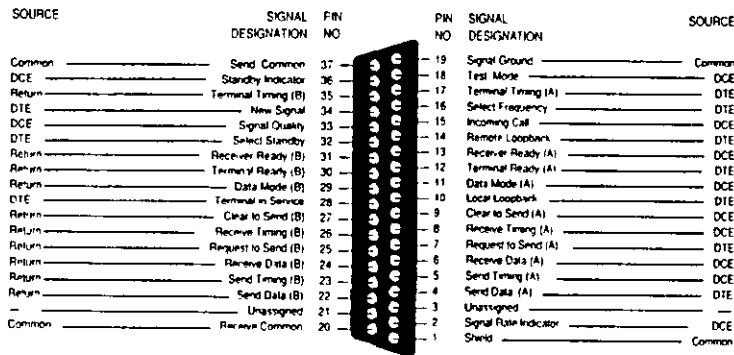 SOURCE SIGNAL DESIGNATION PIN NO PIN NO SIGNAL DESIGNATION SOURCE
Common Send Common 37 19 Signal Ground Common
DCE Standby Indicator 36 18 Test Mode DCE
Return Terminal Timing (B) 35 17 Terminal Timing (A) DTE
DTE New Signal 34 16 Select Frequency DTE
DCE Signal Quality 33 15 Incoming Call DCE
DTE Select Standby 32 14 Remote Loopback DTE
Return Receiver Ready (B) 31 13 Receiver Ready (A) DCE
Return Terminal Ready (B) 30 12 Terminal Ready (A) DTE
Return Data Mode (B) 29 11 Data Mode (A) DCE
DTE Terminal in Service 28 10 Local Loopback DTE
Return Clear to Send (B) 27 9 Clear to Send (A) DCE
Return Receive Timing (B) 26 8 Receive Timing (A) DCE
Return Request to Send (B) 25 7 Request to Send (A) DTE
Return Receive Data (B) 24 6 Receive Data (A) DCE
Return Send Timing (B) 23 5 Send Timing (A) DCE
Return Send Data (B) 22 4 Send Data (A) DTE
— Unassigned 21 3 Unassigned —
Common Receive Common 20 2 Signal Rate Indicator DCE
1 Shield Common